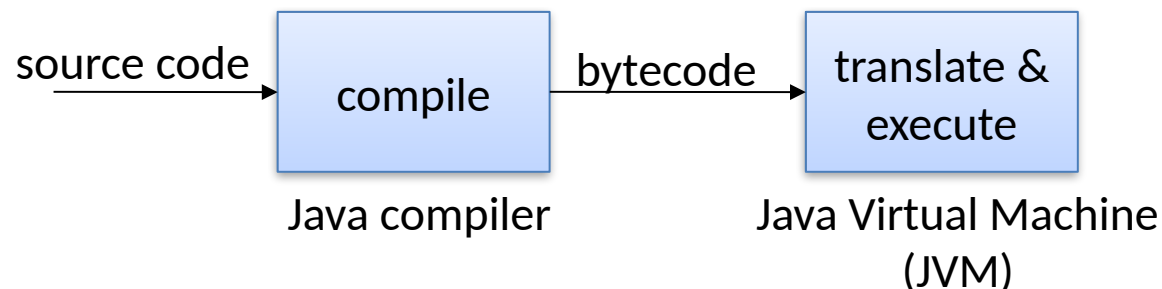 source code
compile
bytecode
translate &
execute
Java compiler
Java Virtual Machine
(JVM)